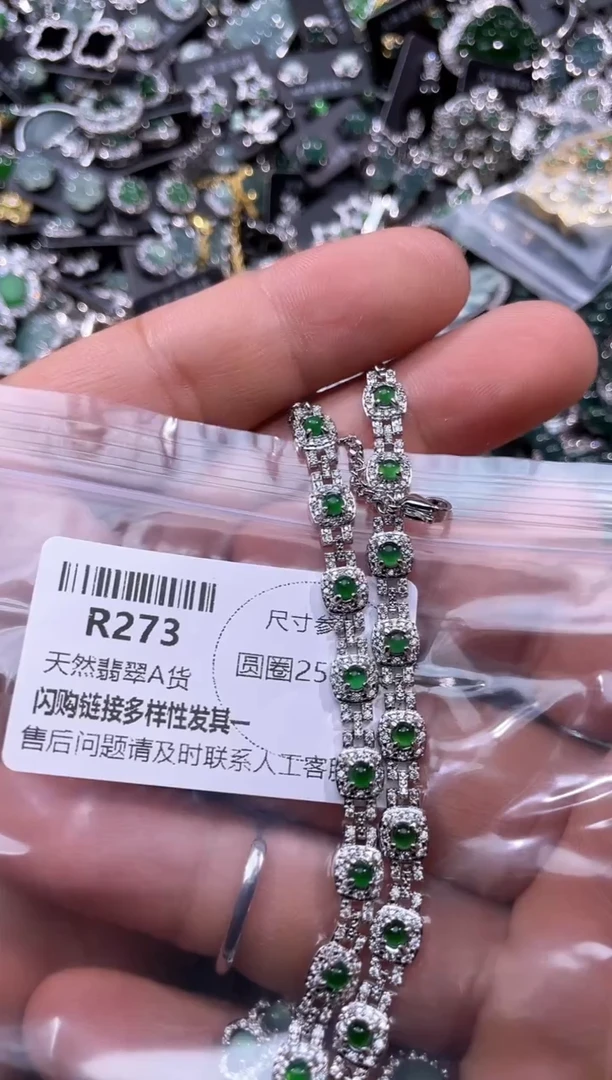 R273
尺寸参
天然翡翠A货
圆圈25
闪购链接多样性发其一
售后问题请及时联系人工客服